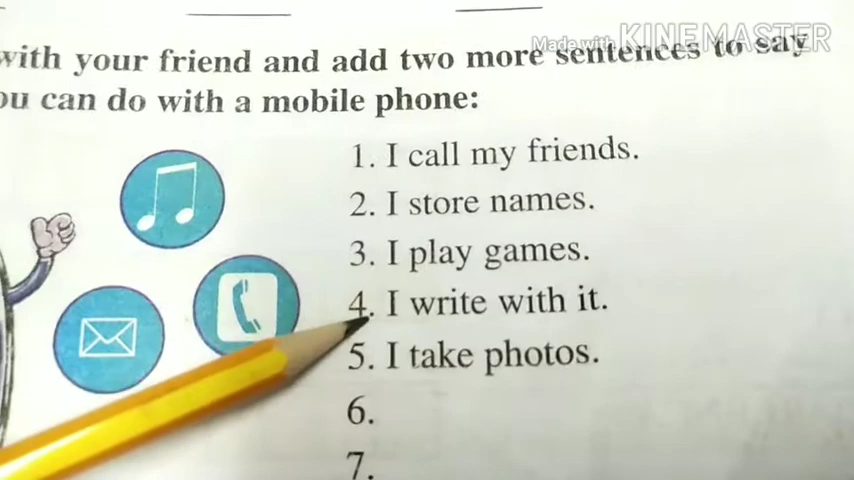 Made with KINEMASTER
with your friend and add two more sentences to say
ou can do with a mobile phone:
1. I call my friends.
2. I store names.
3. I play games.
4. I write with it.
5. I take photos.
6.
7.